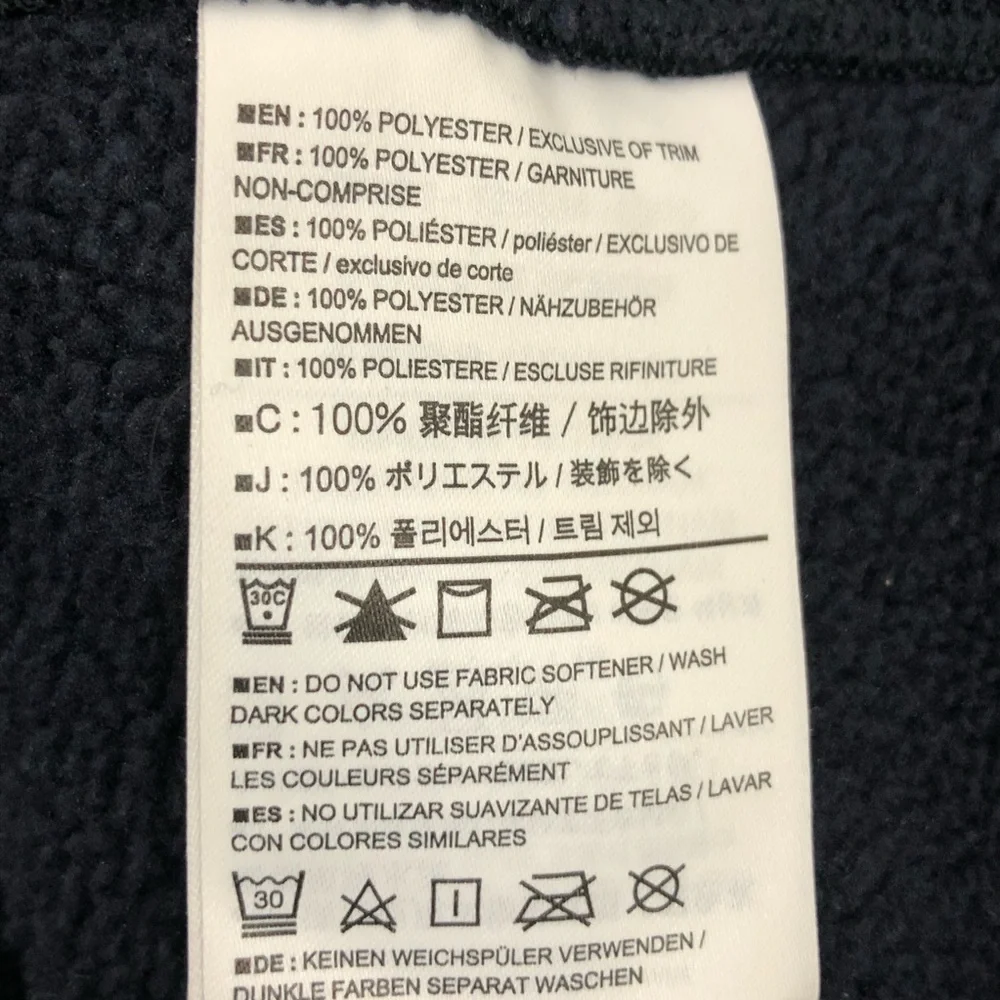 EN : 100% POLYESTER / EXCLUSIVE OF TRIM
FR : 100% POLYESTER / GARNITURE
NON-COMPRISE
ES : 100% POLIÉSTER / poliéster / EXCLUSIVO DE
CORTE / exclusivo de corte
DE : 100% POLYESTER / NÄHZUBEHÖR
AUSGENOMMEN
IT : 100% POLIESTERE / ESCLUSE RIFINITURE
C : 100% 聚酯纤维 / 饰边除外
J : 100% ポリエステル / 装飾を除く
K : 100% 폴리에스터 / 트림 제외
30C
EN : DO NOT USE FABRIC SOFTENER / WASH
DARK COLORS SEPARATELY
FR : NE PAS UTILISER D'ASSOUPLISSANT / LAVER
LES COULEURS SÉPARÉMENT
ES : NO UTILIZAR SUAVIZANTE DE TELAS / LAVAR
CON COLORES SIMILARES
30
DE : KEINEN WEICHSPÜLER VERWENDEN /
DUNKLE FARBEN SEPARAT WASCHEN